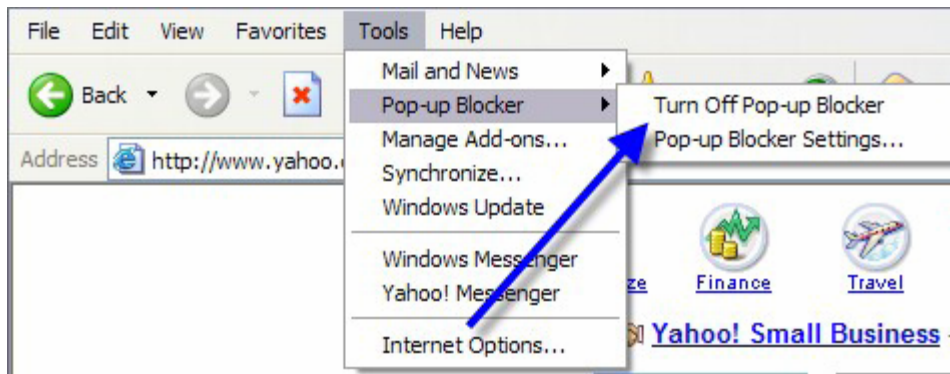 File Edit View Favorites Tools Help
Back
Mail and News
Pop-up Blocker
Turn Off Pop-up Blocker
Manage Add-ons...
Pop-up Blocker Settings...
Address http://www.yahoo.
Synchronize...
Windows Update
Windows Messenger
Yahoo! Messenger
ze Finance Travel
Internet Options...
Yahoo! Small Business